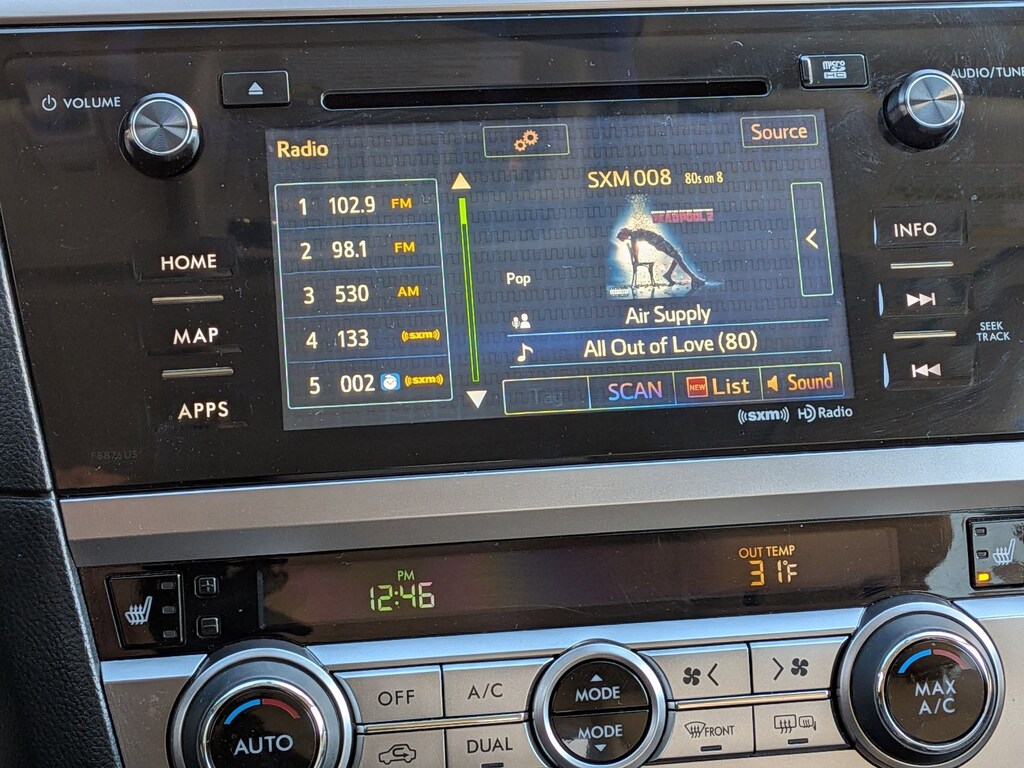 VOLUME
micro SD HC
AUDIO/TUNE
Radio
Source
SXM 008 80s on 8
DEADPOOL 2
1 102.9 FM
2 98.1 FM
3 530 AM
4 133 ((sxm))
5 002 ((sxm))
Pop
Air Supply
All Out of Love (80)
Tag
SCAN
NEW List
Sound
((sxm)) HD Radio
HOME
MAP
APPS
F8876US
INFO
SEEK
TRACK
PM
12:46
OUT TEMP
31°F
OFF
A/C
MODE
MODE
AUTO
DUAL
FRONT
MAX
A/C